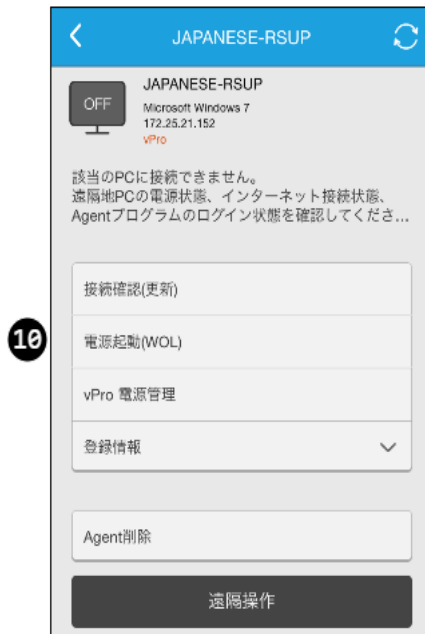 JAPANESE-RSUP
OFF
JAPANESE-RSUP
Microsoft Windows 7
172.25.21.152
vPro
該当のPCに接続できません。
遠隔地PCの電源状態、インターネット接続状態、
Agentプログラムのログイン状態を確認してくださ...
接続確認(更新)
10
電源起動(WOL)
vPro 電源管理
登録情報
Agent削除
遠隔操作